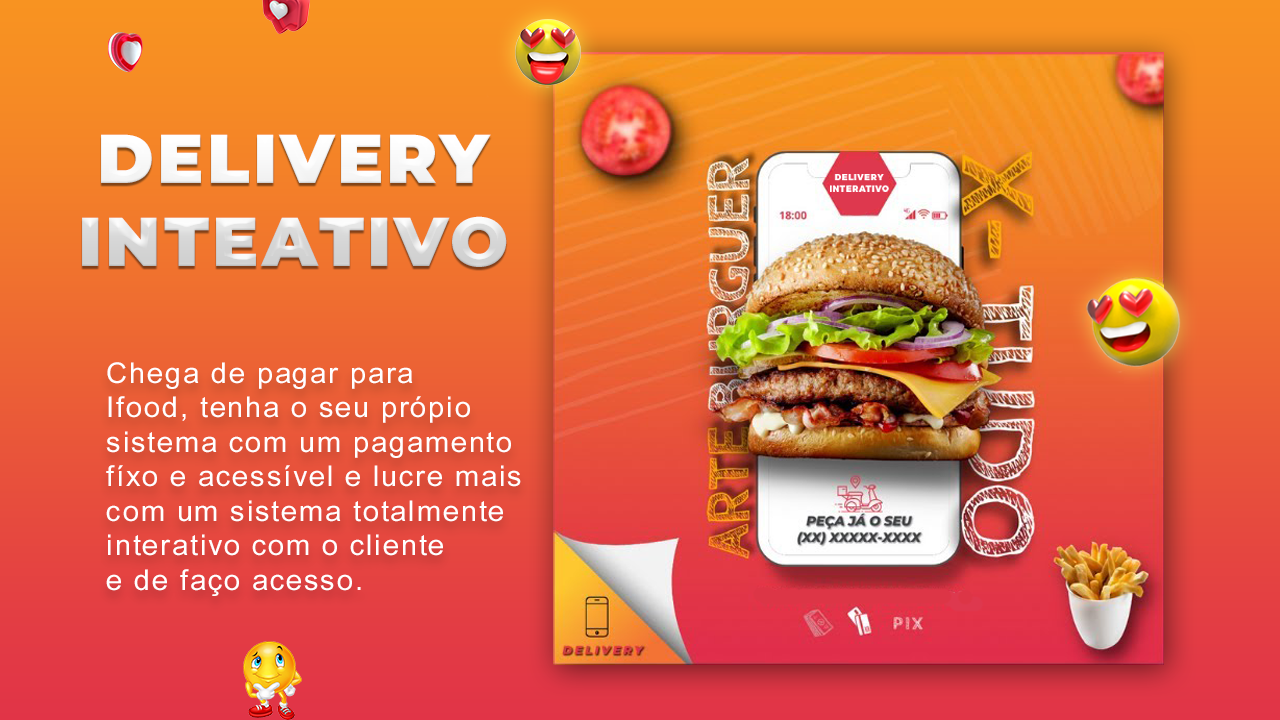 DELIVERY
INTEATIVO
Chega de pagar para
Ifood, tenha o seu própio
sistema com um pagamento
fíxo e acessível e lucre mais
com um sistema totalmente
interativo com o cliente
e de faço acesso.
DELIVERY
INTERATIVO
18:00
ARTE BURGUER
X - TUDO
PEÇA JÁ O SEU
(XX) XXXXX-XXXX
PIX
DELIVERY